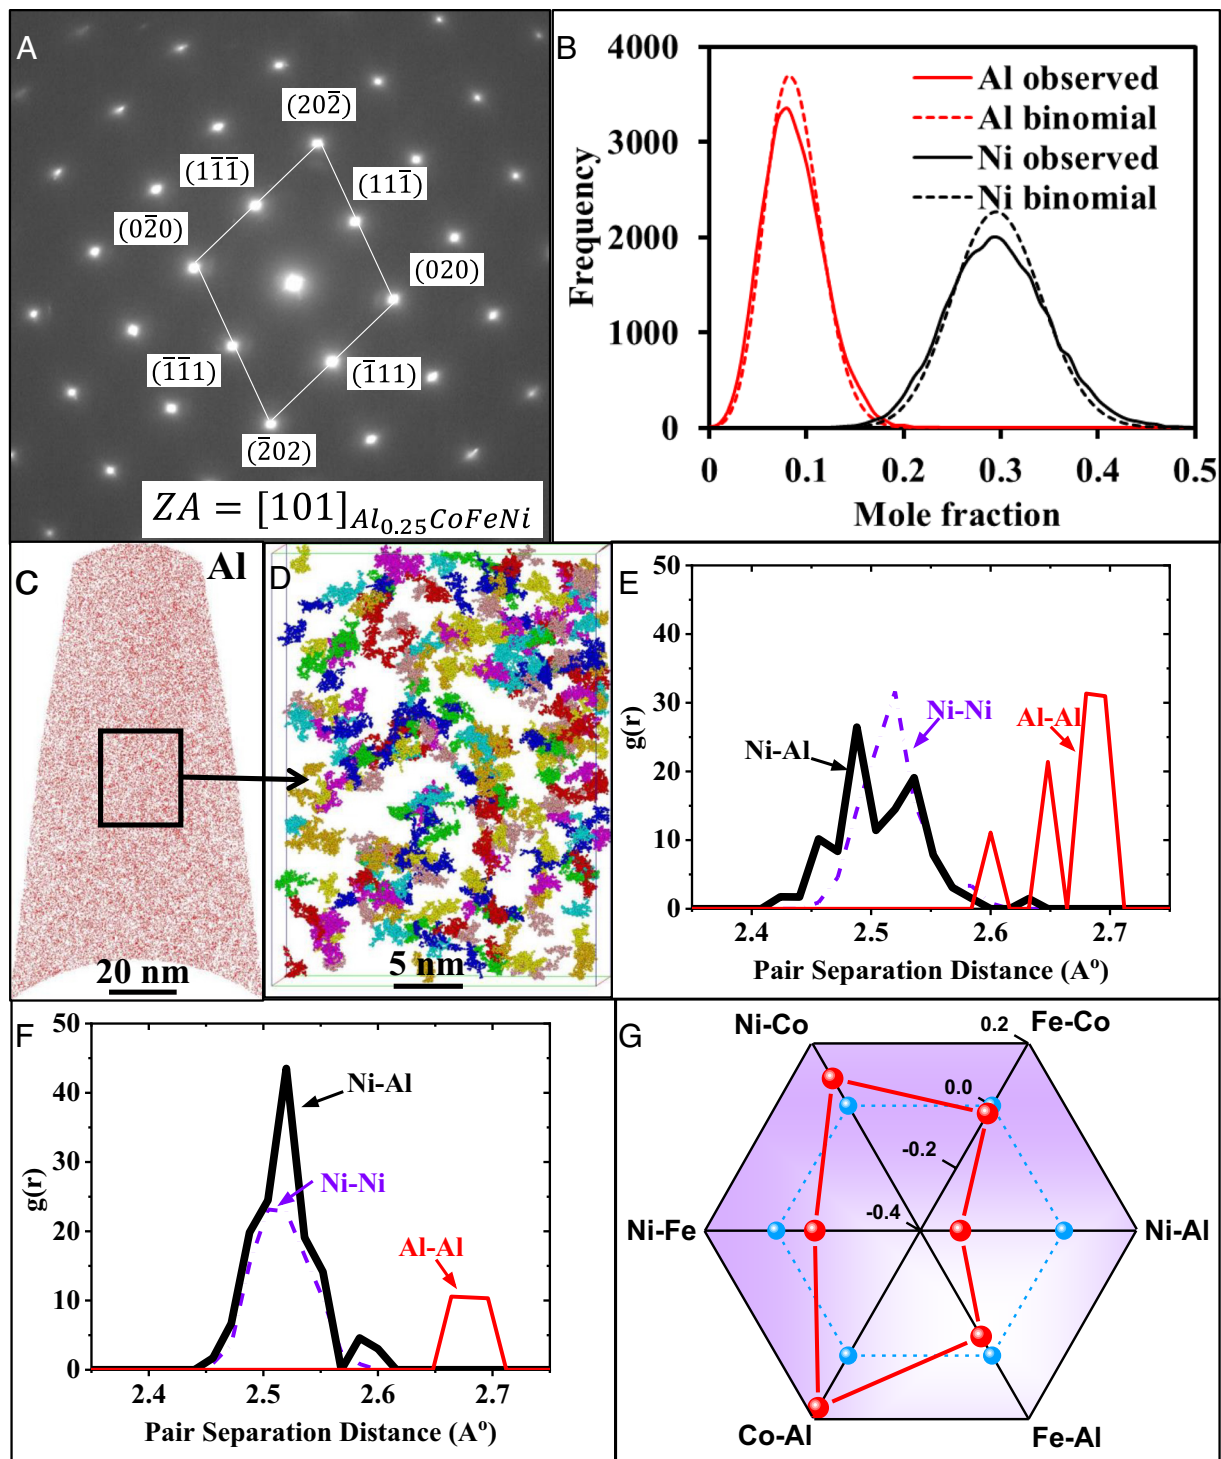 A
(202̅)
(11̅1̅)
(111̅)
(02̅0)
(020)
(1̅1̅1)
(1̅11)
(2̅02)
ZA = [101]Al0.25CoFeNi
B
4000
3000
2000
1000
0
Frequency
Al observed
Al binomial
Ni observed
Ni binomial
0 0.1 0.2 0.3 0.4 0.5
Mole fraction
C
Al
20 nm
D
5 nm
E
50
40
30
20
10
0
g(r)
Ni-Al
Ni-Ni
Al-Al
2.4 2.5 2.6 2.7
Pair Separation Distance (Aº)
F
50
40
30
20
10
0
g(r)
Ni-Al
Ni-Ni
Al-Al
2.4 2.5 2.6 2.7
Pair Separation Distance (Aº)
G
Ni-Co
0.2
Fe-Co
0.0
-0.2
-0.4
Ni-Fe
Ni-Al
Co-Al
Fe-Al